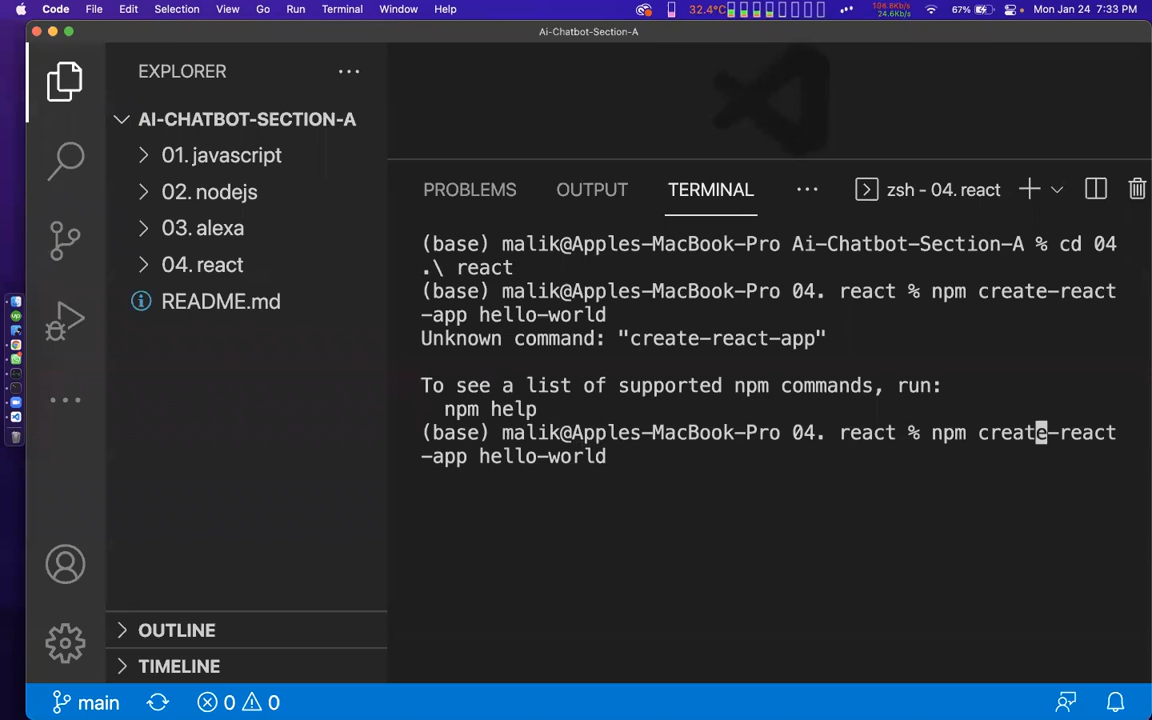 Code File Edit Selection View Go Run Terminal Window Help 32.4°C 67% Mon Jan 24 7:33 PM
Ai-Chatbot-Section-A
EXPLORER
AI-CHATBOT-SECTION-A
01. javascript
02. nodejs
03. alexa
04. react
README.md
OUTLINE
TIMELINE
PROBLEMS OUTPUT TERMINAL ··· zsh - 04. react
(base) malik@Apples-MacBook-Pro Ai-Chatbot-Section-A % cd 04
.\ react
(base) malik@Apples-MacBook-Pro 04. react % npm create-react
-app hello-world
Unknown command: "create-react-app"
To see a list of supported npm commands, run:
npm help
(base) malik@Apples-MacBook-Pro 04. react % npm create-react
-app hello-world
main 0 0